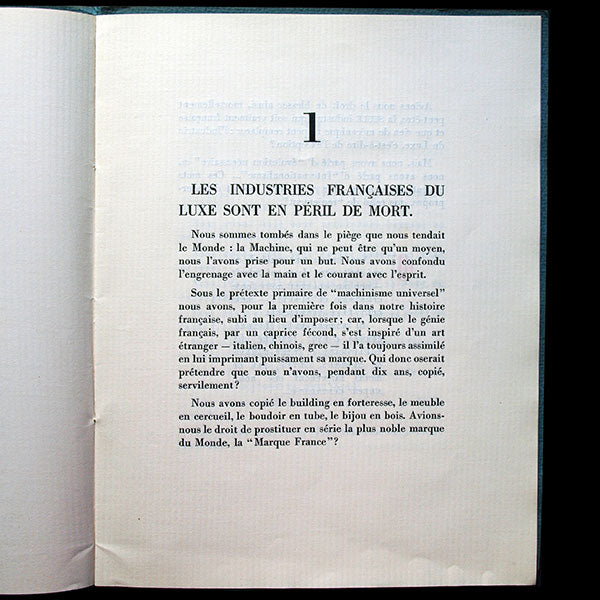 1
LES INDUSTRIES FRANÇAISES DU
LUXE SONT EN PÉRIL DE MORT.
Nous sommes tombés dans le piège que nous tendait
le Monde : la Machine, qui ne peut être qu'un moyen,
nous l'avons prise pour un but. Nous avons confondu
l'engrenage avec la main et le courant avec l'esprit.
Sous le prétexte primaire de "machinisme universel"
nous avons, pour la première fois dans notre histoire
française, subi au lieu d'imposer ; car, lorsque le génie
français, par un caprice fécond, s'est inspiré d'un art
étranger — italien, chinois, grec — il l'a toujours assimilé
en lui imprimant puissament sa marque. Qui donc oserait
prétendre que nous n'avons, pendant dix ans, copié,
servilement ?
Nous avons copié le building en forteresse, le meuble
en cercueil, le boudoir en tube, le bijou en bois. Avions-
nous le droit de prostituer en série la plus noble marque
du Monde, la "Marque France" ?